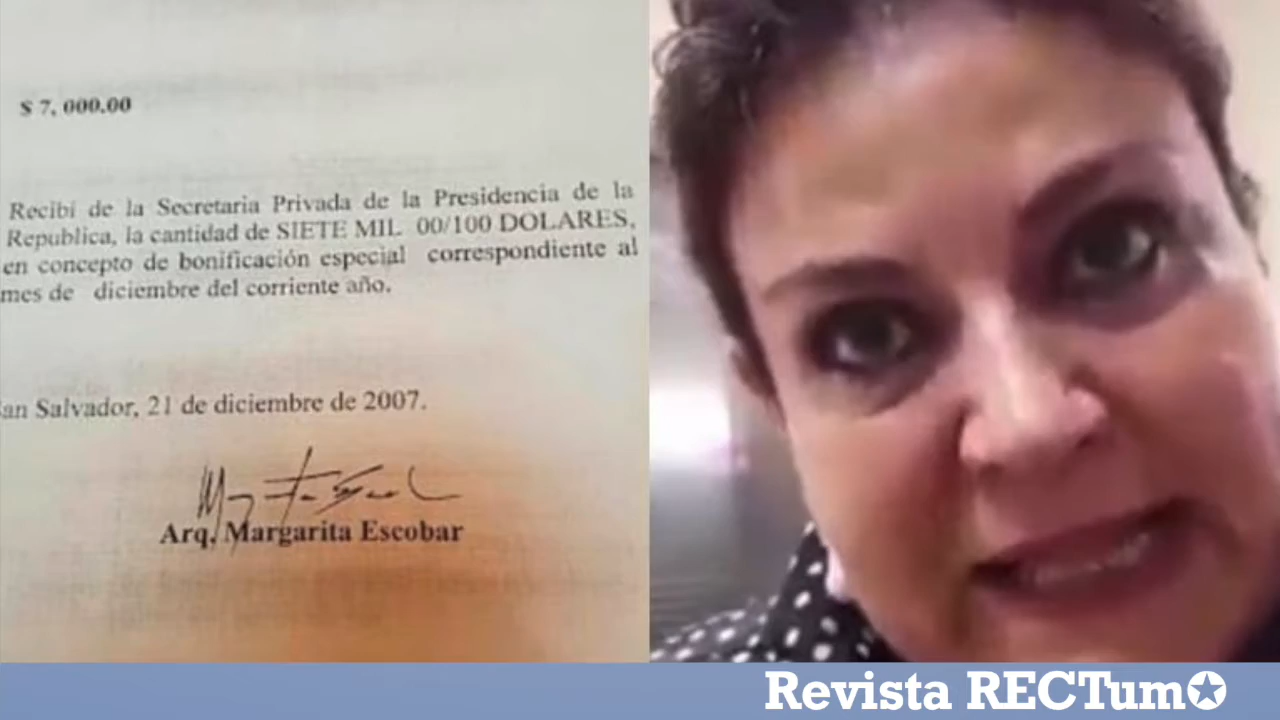 $ 7, 000.00
Recibí de la Secretaria Privada de la Presidencia de la
Republica, la cantidad de SIETE MIL 00/100 DOLARES,
en concepto de bonificación especial correspondiente al
mes de diciembre del corriente año.
an Salvador, 21 de diciembre de 2007.
Arq. Margarita Escobar
Revista RECTum